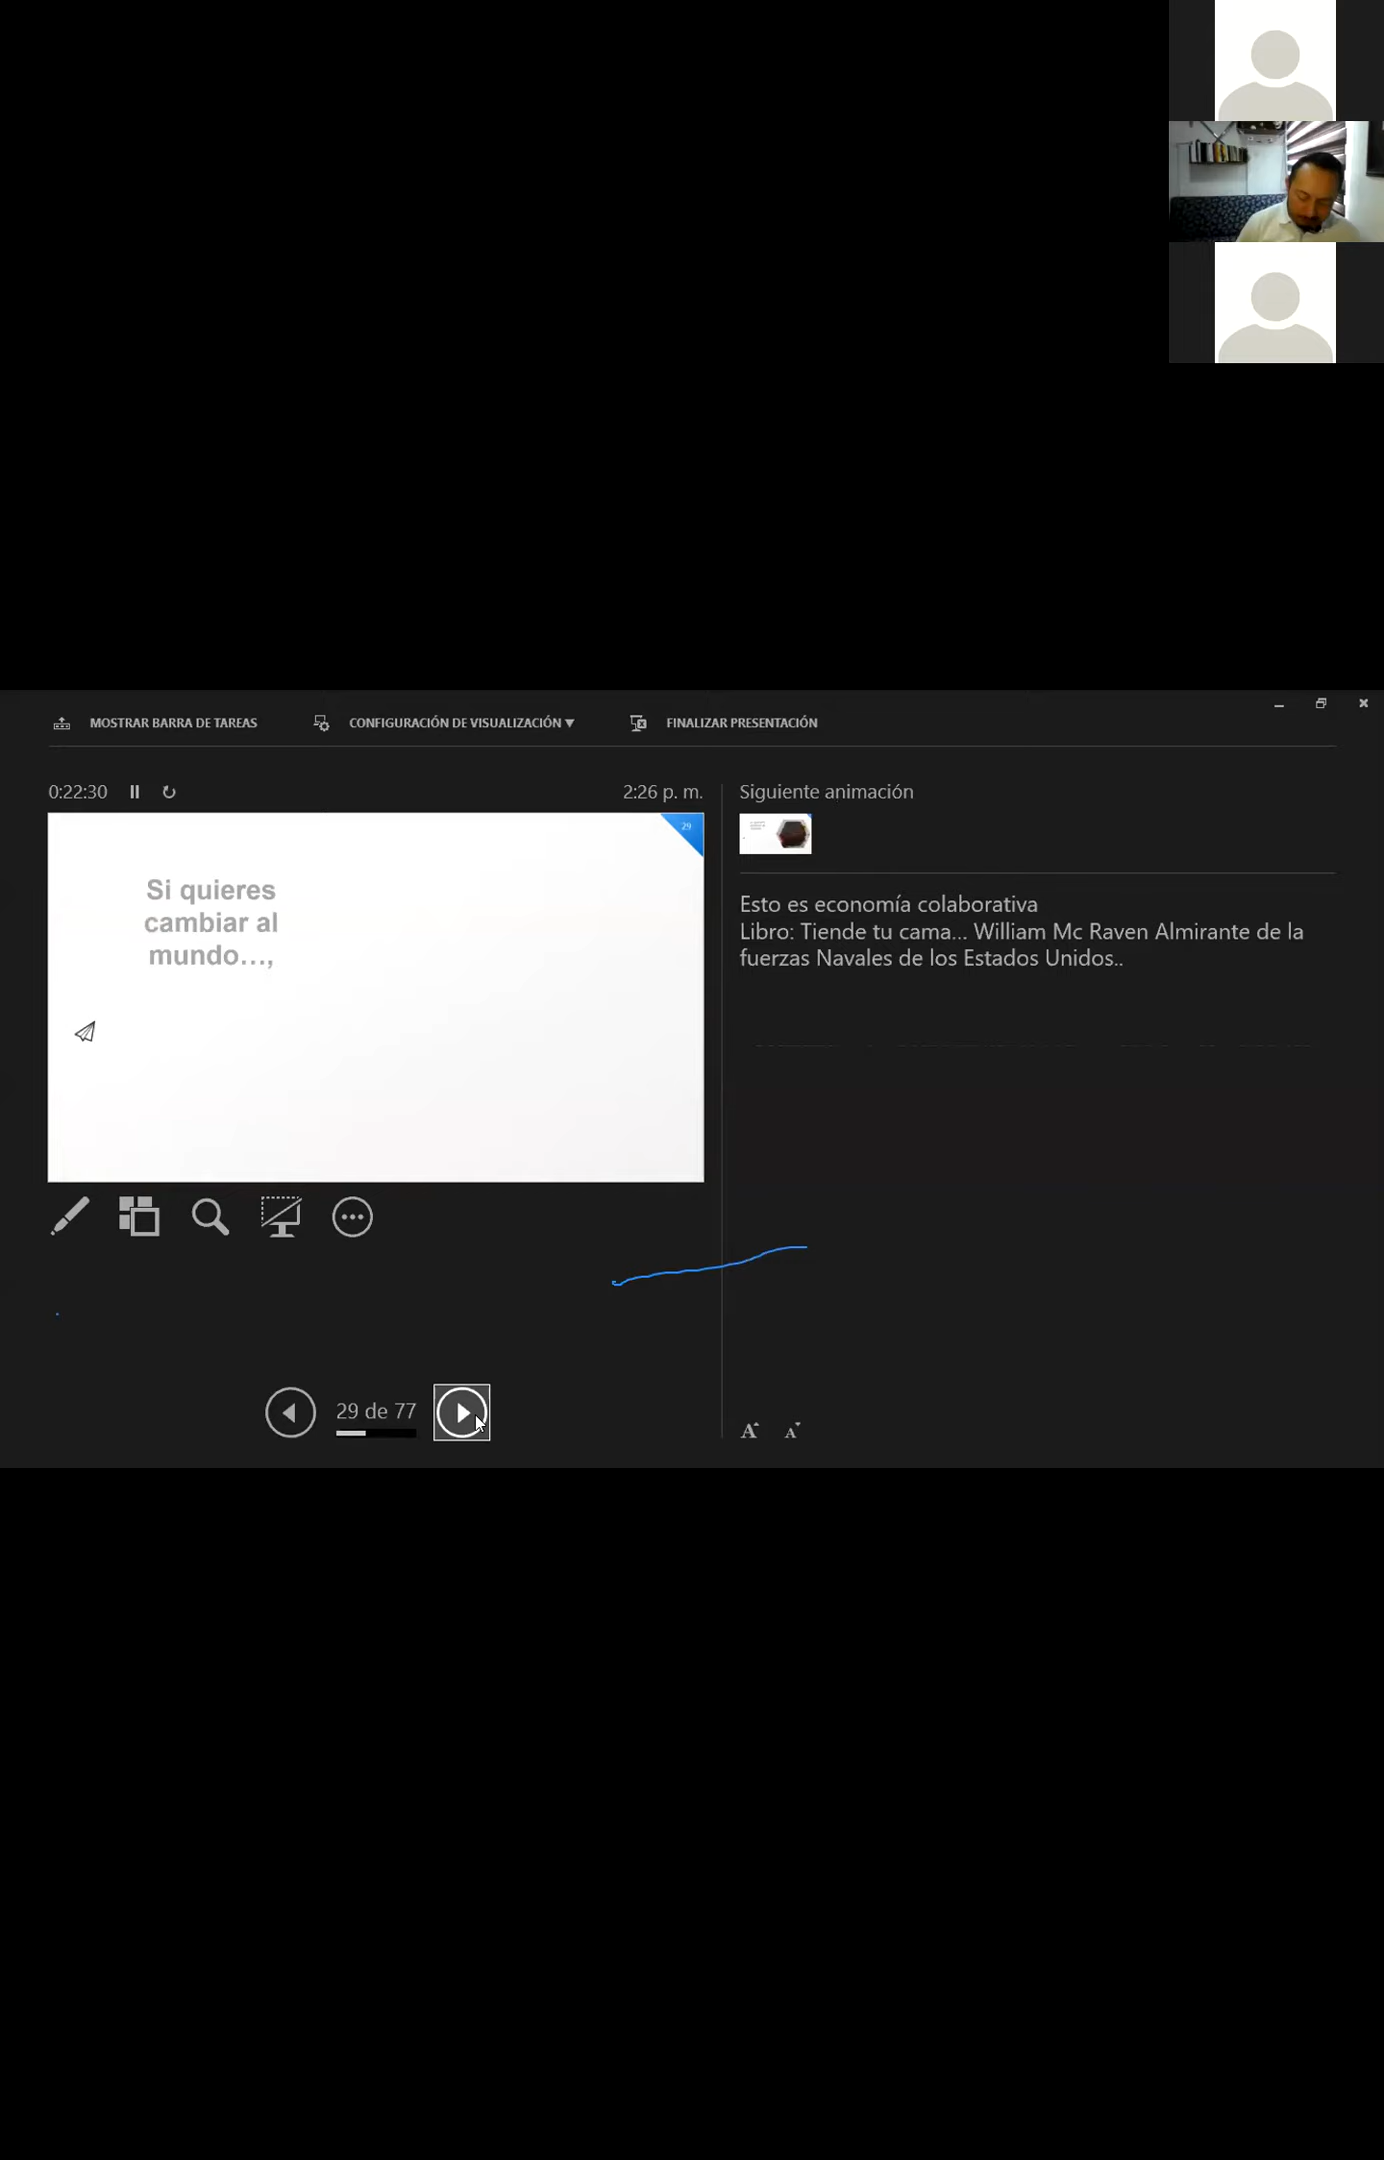 MOSTRAR BARRA DE TAREAS
CONFIGURACIÓN DE VISUALIZACIÓN ▼
FINALIZAR PRESENTACIÓN
0:22:30
2:26 p. m.
29
Si quieres
cambiar al
mundo...,
29 de 77
Siguiente animación
Esto es economía colaborativa
Libro: Tiende tu cama... William Mc Raven Almirante de la
fuerzas Navales de los Estados Unidos..
A A